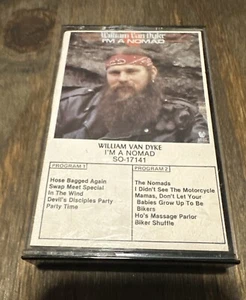 William Van Dyke
I'M A NOMAD
WILLIAM VAN DYKE
I'M A NOMAD
SO-17141
PROGRAM 1
Hose Bagged Again
Swap Meet Special
In The Wind
Devil's Disciples Party
Party Time
PROGRAM 2
The Nomads
I Didn't See The Motorcycle
Mamas, Don't Let Your
Babies Grow Up To Be
Bikers
Ho's Massage Parlor
Biker Shuffle